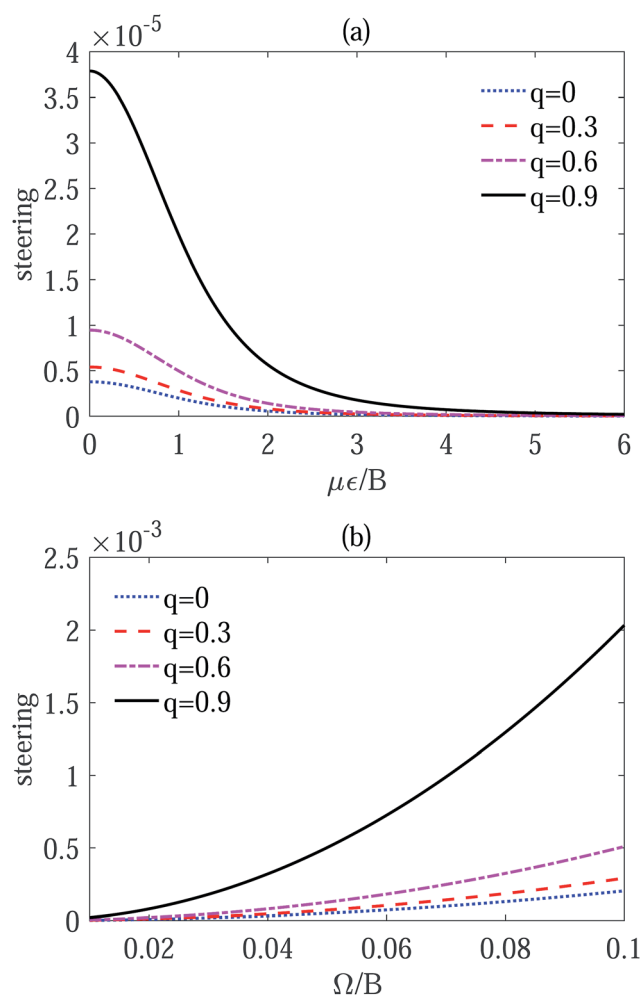 (a)
×10⁻⁵
4
3.5
3
2.5
2
1.5
1
0.5
0
steering
q=0
q=0.3
q=0.6
q=0.9
0 1 2 3 4 5 6
μϵ/B
(b)
×10⁻³
2.5
2
1.5
1
0.5
0
steering
q=0
q=0.3
q=0.6
q=0.9
0.02 0.04 0.06 0.08 0.1
Ω/B